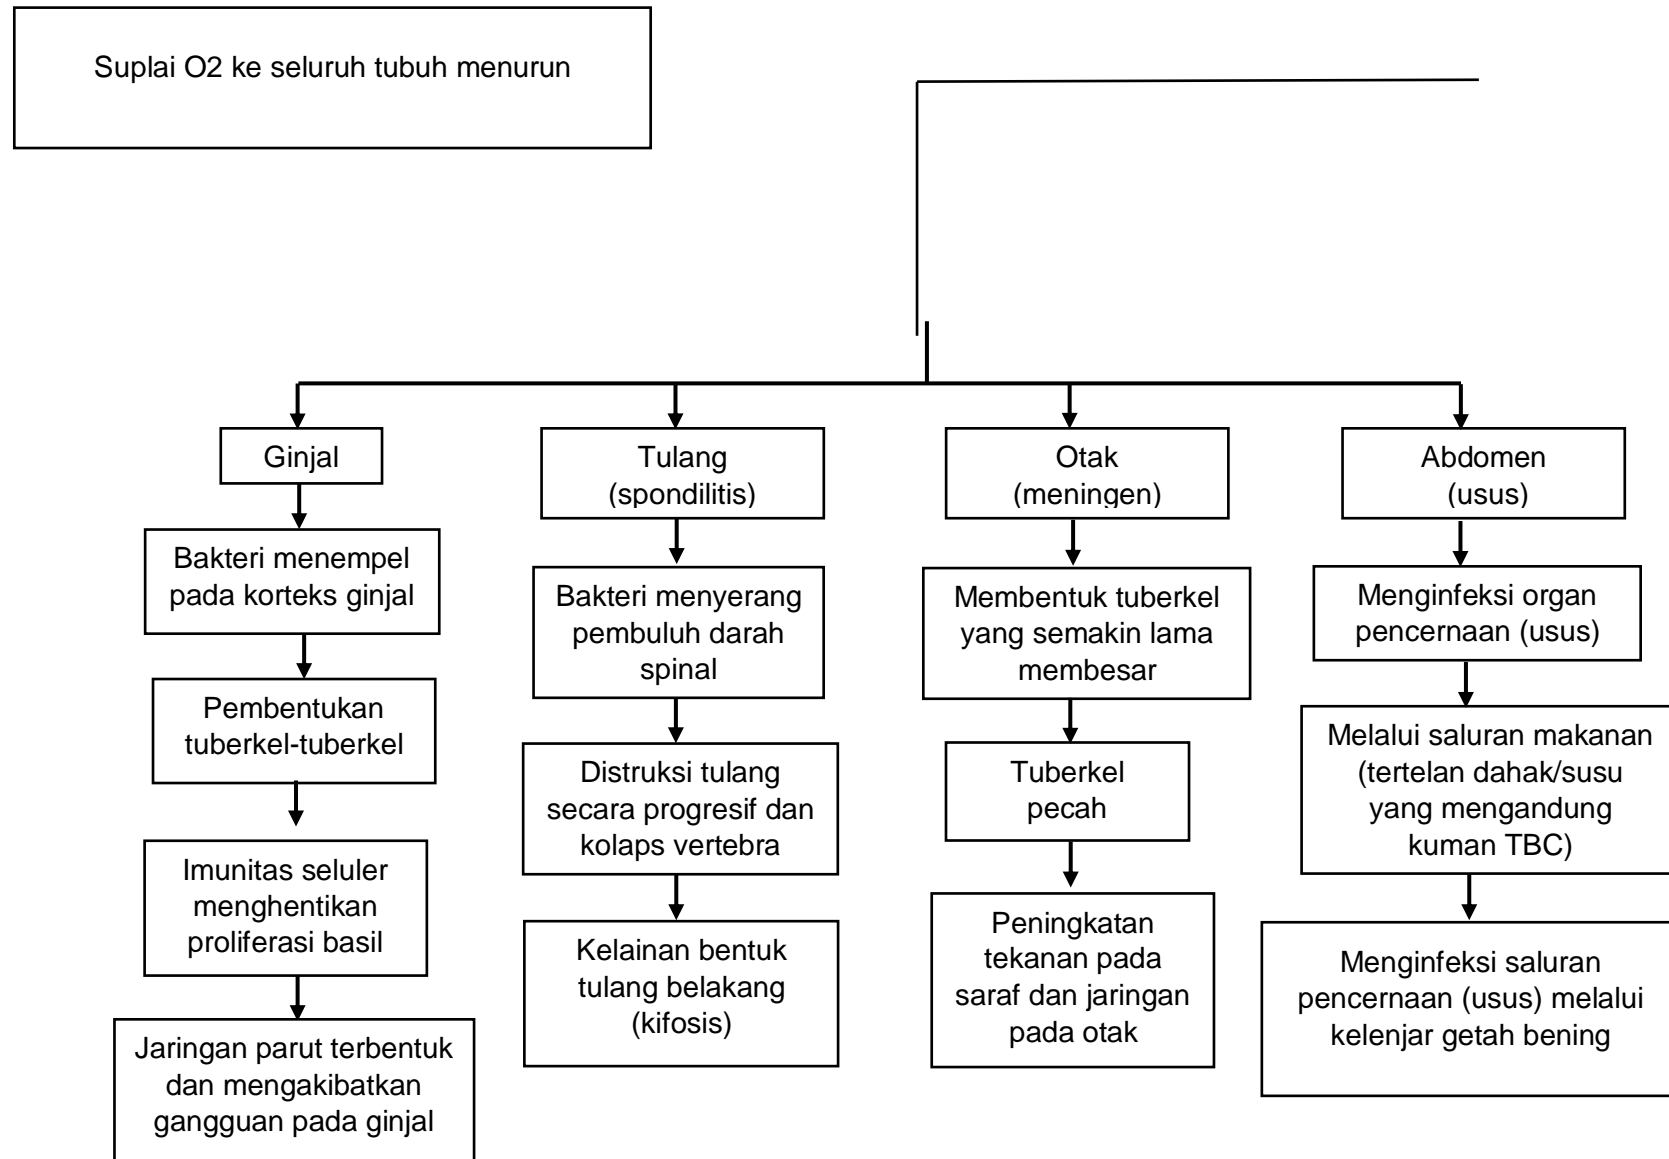 Suplai O2 ke seluruh tubuh menurun
Ginjal
Bakteri menempel
pada korteks ginjal
Pembentukan
tuberkel-tuberkel
Imunitas seluler
menghentikan
proliferasi basil
Jaringan parut terbentuk
dan mengakibatkan
gangguan pada ginjal
Tulang
(spondilitis)
Bakteri menyerang
pembuluh darah
spinal
Distruksi tulang
secara progresif dan
kolaps vertebra
Kelainan bentuk
tulang belakang
(kifosis)
Otak
(meningen)
Membentuk tuberkel
yang semakin lama
membesar
Tuberkel
pecah
Peningkatan
tekanan pada
saraf dan jaringan
pada otak
Abdomen
(usus)
Menginfeksi organ
pencernaan (usus)
Melalui saluran makanan
(tertelan dahak/susu
yang mengandung
kuman TBC)
Menginfeksi saluran
pencernaan (usus) melalui
kelenjar getah bening